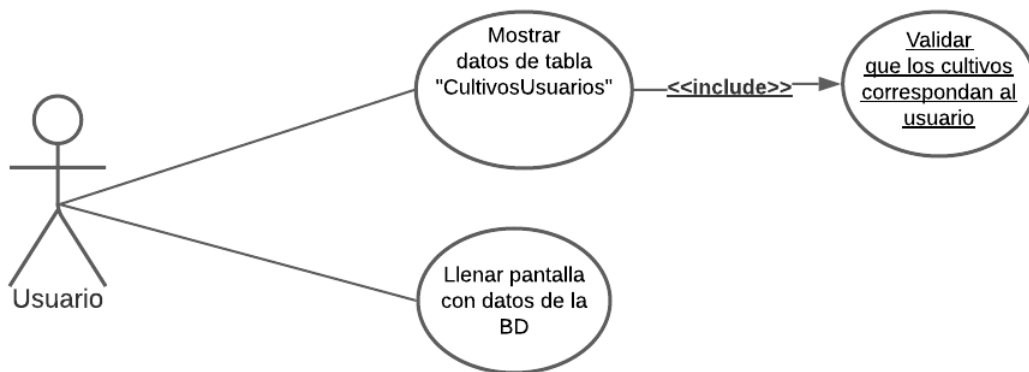 Mostrar
datos de tabla
"CultivosUsuarios"
<<include>>
Validar
que los cultivos
correspondan al
usuario
Usuario
Llenar pantalla
con datos de la
BD